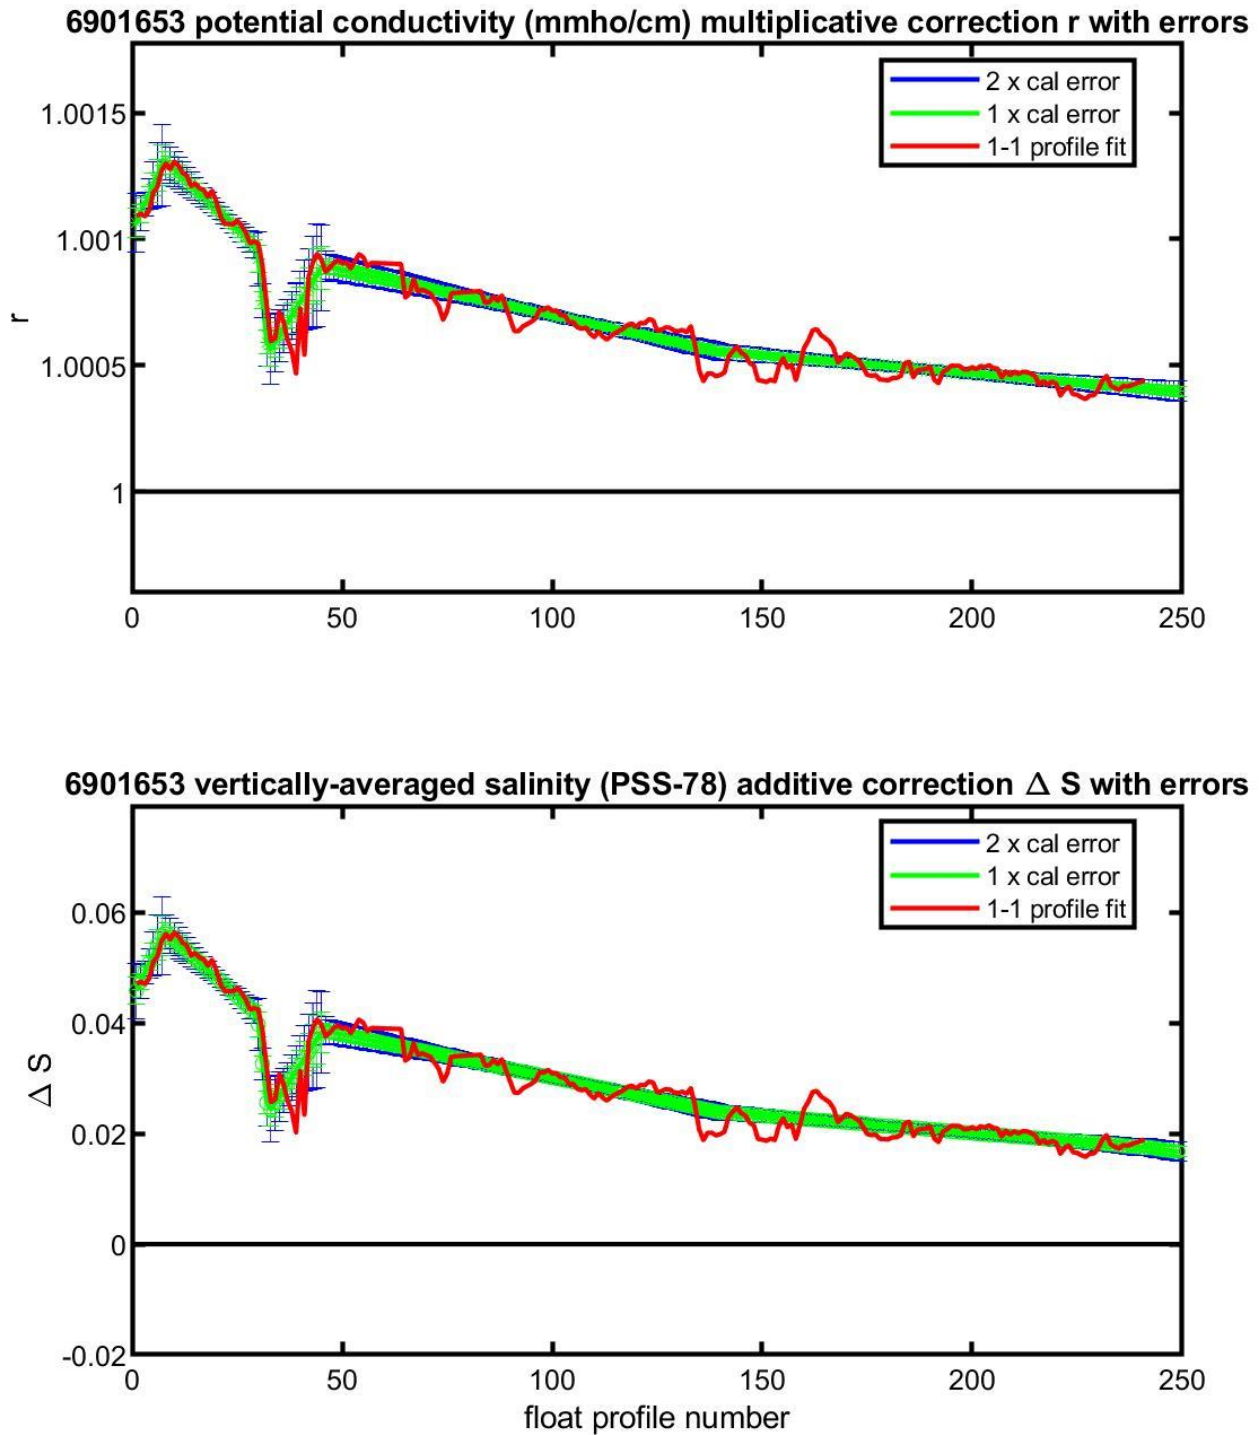 6901653 potential conductivity (mmho/cm) multiplicative correction r with errors
2 x cal error
1 x cal error
1-1 profile fit
1.0015
1.001
1.0005
1
r
0 50 100 150 200 250
6901653 vertically-averaged salinity (PSS-78) additive correction Δ S with errors
2 x cal error
1 x cal error
1-1 profile fit
0.06
0.04
0.02
0
-0.02
Δ S
0 50 100 150 200 250
float profile number